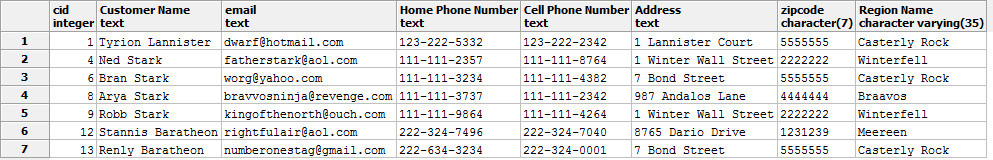 cid Customer Name email Home Phone Number Cell Phone Number Address zipcode Region Name
integer text text text text text character(7) character varying(35)
1 1 Tyrion Lannister dwarf@hotmail.com 123-222-5332 123-222-2342 1 Lannister Court 5555555 Casterly Rock
2 4 Ned Stark fatherstark@aol.com 111-111-2357 111-111-8764 1 Winter Wall Street 2222222 Winterfell
3 6 Bran Stark worg@yahoo.com 111-111-3234 111-111-4382 7 Bond Street 5555555 Casterly Rock
4 8 Arya Stark bravvosninja@revenge.com 111-111-3737 111-111-2342 987 Andalos Lane 4444444 Braavos
5 9 Robb Stark kingofthenorth@ouch.com 111-111-9864 111-111-4264 1 Winter Wall Street 2222222 Winterfell
6 12 Stannis Baratheon rightfulair@aol.com 222-324-7496 222-324-7040 8765 Dario Drive 1231239 Meereen
7 13 Renly Baratheon numberonestag@gmail.com 222-634-3234 222-324-0001 7 Bond Street 5555555 Casterly Rock